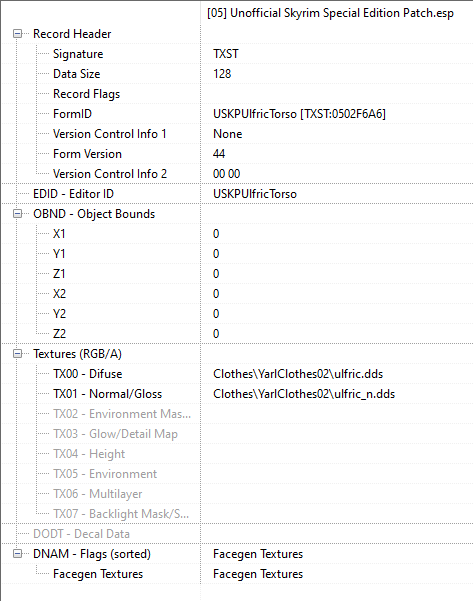 [05] Unofficial Skyrim Special Edition Patch.esp
Record Header
Signature TXST
Data Size 128
Record Flags
FormID USKPUlfricTorso [TXST:0502F6A6]
Version Control Info 1 None
Form Version 44
Version Control Info 2 00 00
EDID - Editor ID USKPUlfricTorso
OBND - Object Bounds
X1 0
Y1 0
Z1 0
X2 0
Y2 0
Z2 0
Textures (RGB/A)
TX00 - Difuse Clothes\YarlClothes02\ulfric.dds
TX01 - Normal/Gloss Clothes\YarlClothes02\ulfric_n.dds
TX02 - Environment Mas...
TX03 - Glow/Detail Map
TX04 - Height
TX05 - Environment
TX06 - Multilayer
TX07 - Backlight Mask/S...
DODT - Decal Data
DNAM - Flags (sorted) Facegen Textures
Facegen Textures Facegen Textures